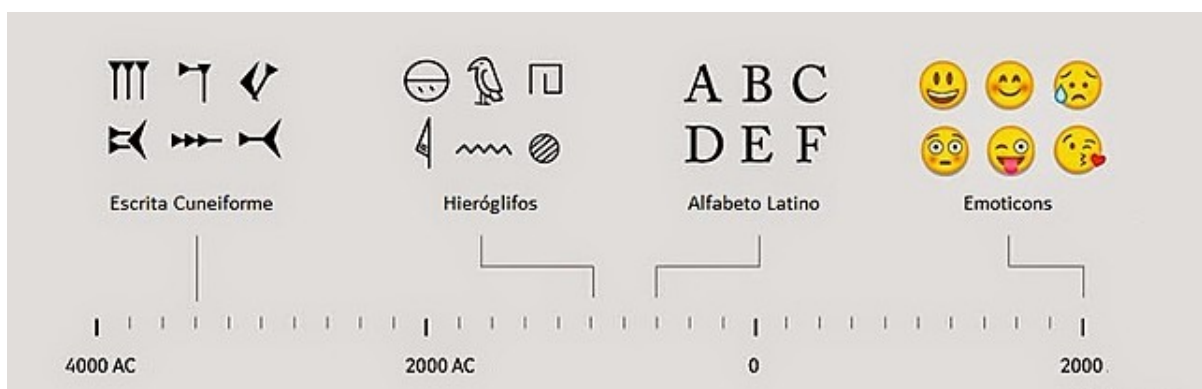 A B C
D E F
Escrita Cuneiforme Hieróglifos Alfabeto Latino Emoticons
4000 AC 2000 AC 0 2000